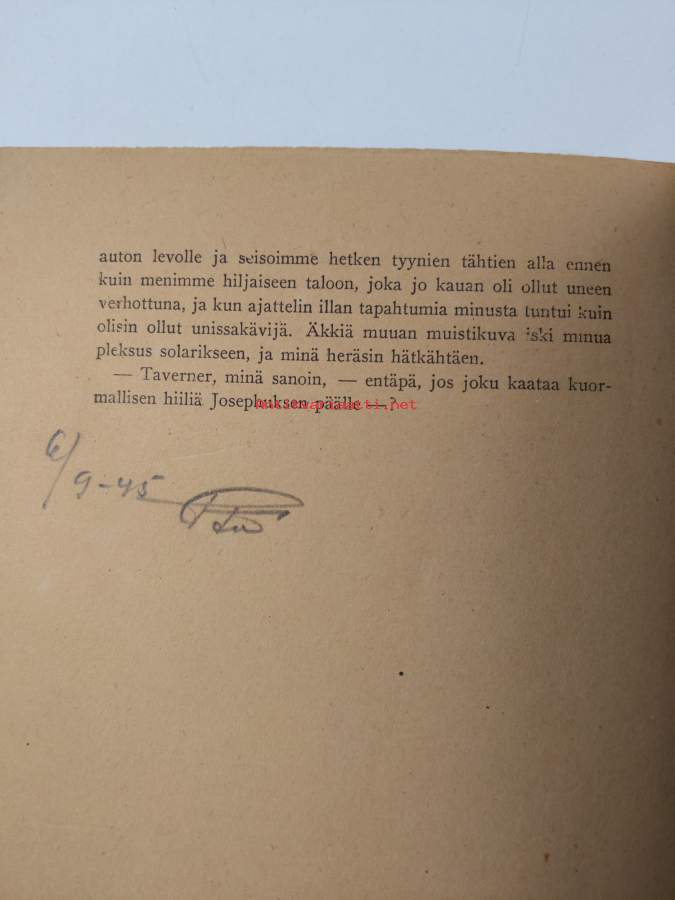 auton levolle ja seisoimme hetken tyynien tähtien alla ennen
kuin menimme hiljaiseen taloon, joka jo kauan oli ollut uneen
verhottuna, ja kun ajattelin illan tapahtumia minusta tuntui kuin
olisin ollut unissakävijä. Äkkiä muuan muistikuva iski minua
pleksus solarikseen, ja minä heräsin hätkähtäen.
— Taverner, minä sanoin, — entäpä, jos joku kaataa kuor-
mallisen hiiliä Josephuksen päälle —?
Antikvariaatti.net
6/9-45